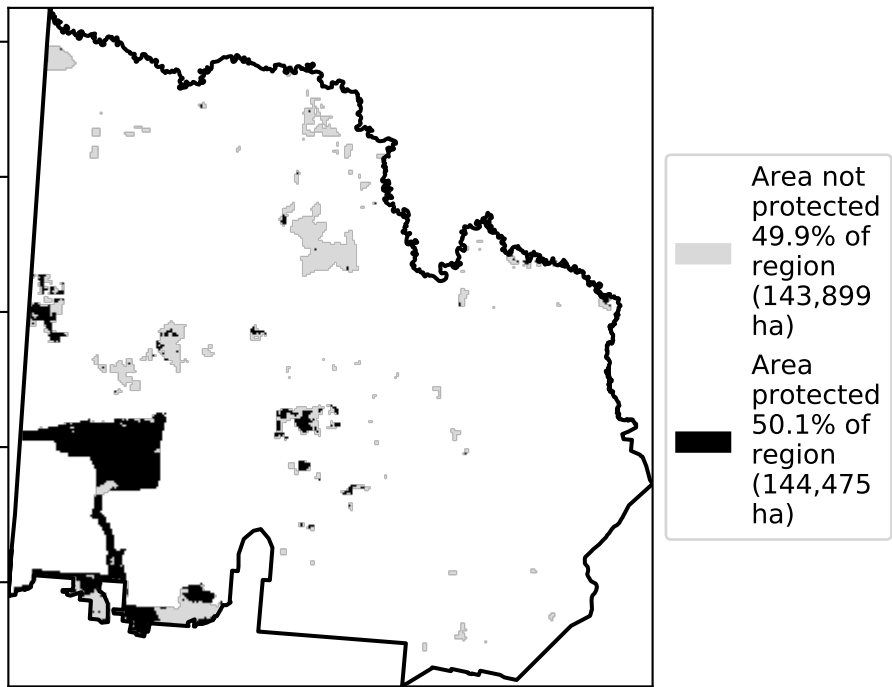 Area not
protected
49.9% of
region
(143,899
ha)
Area
protected
50.1% of
region
(144,475
ha)